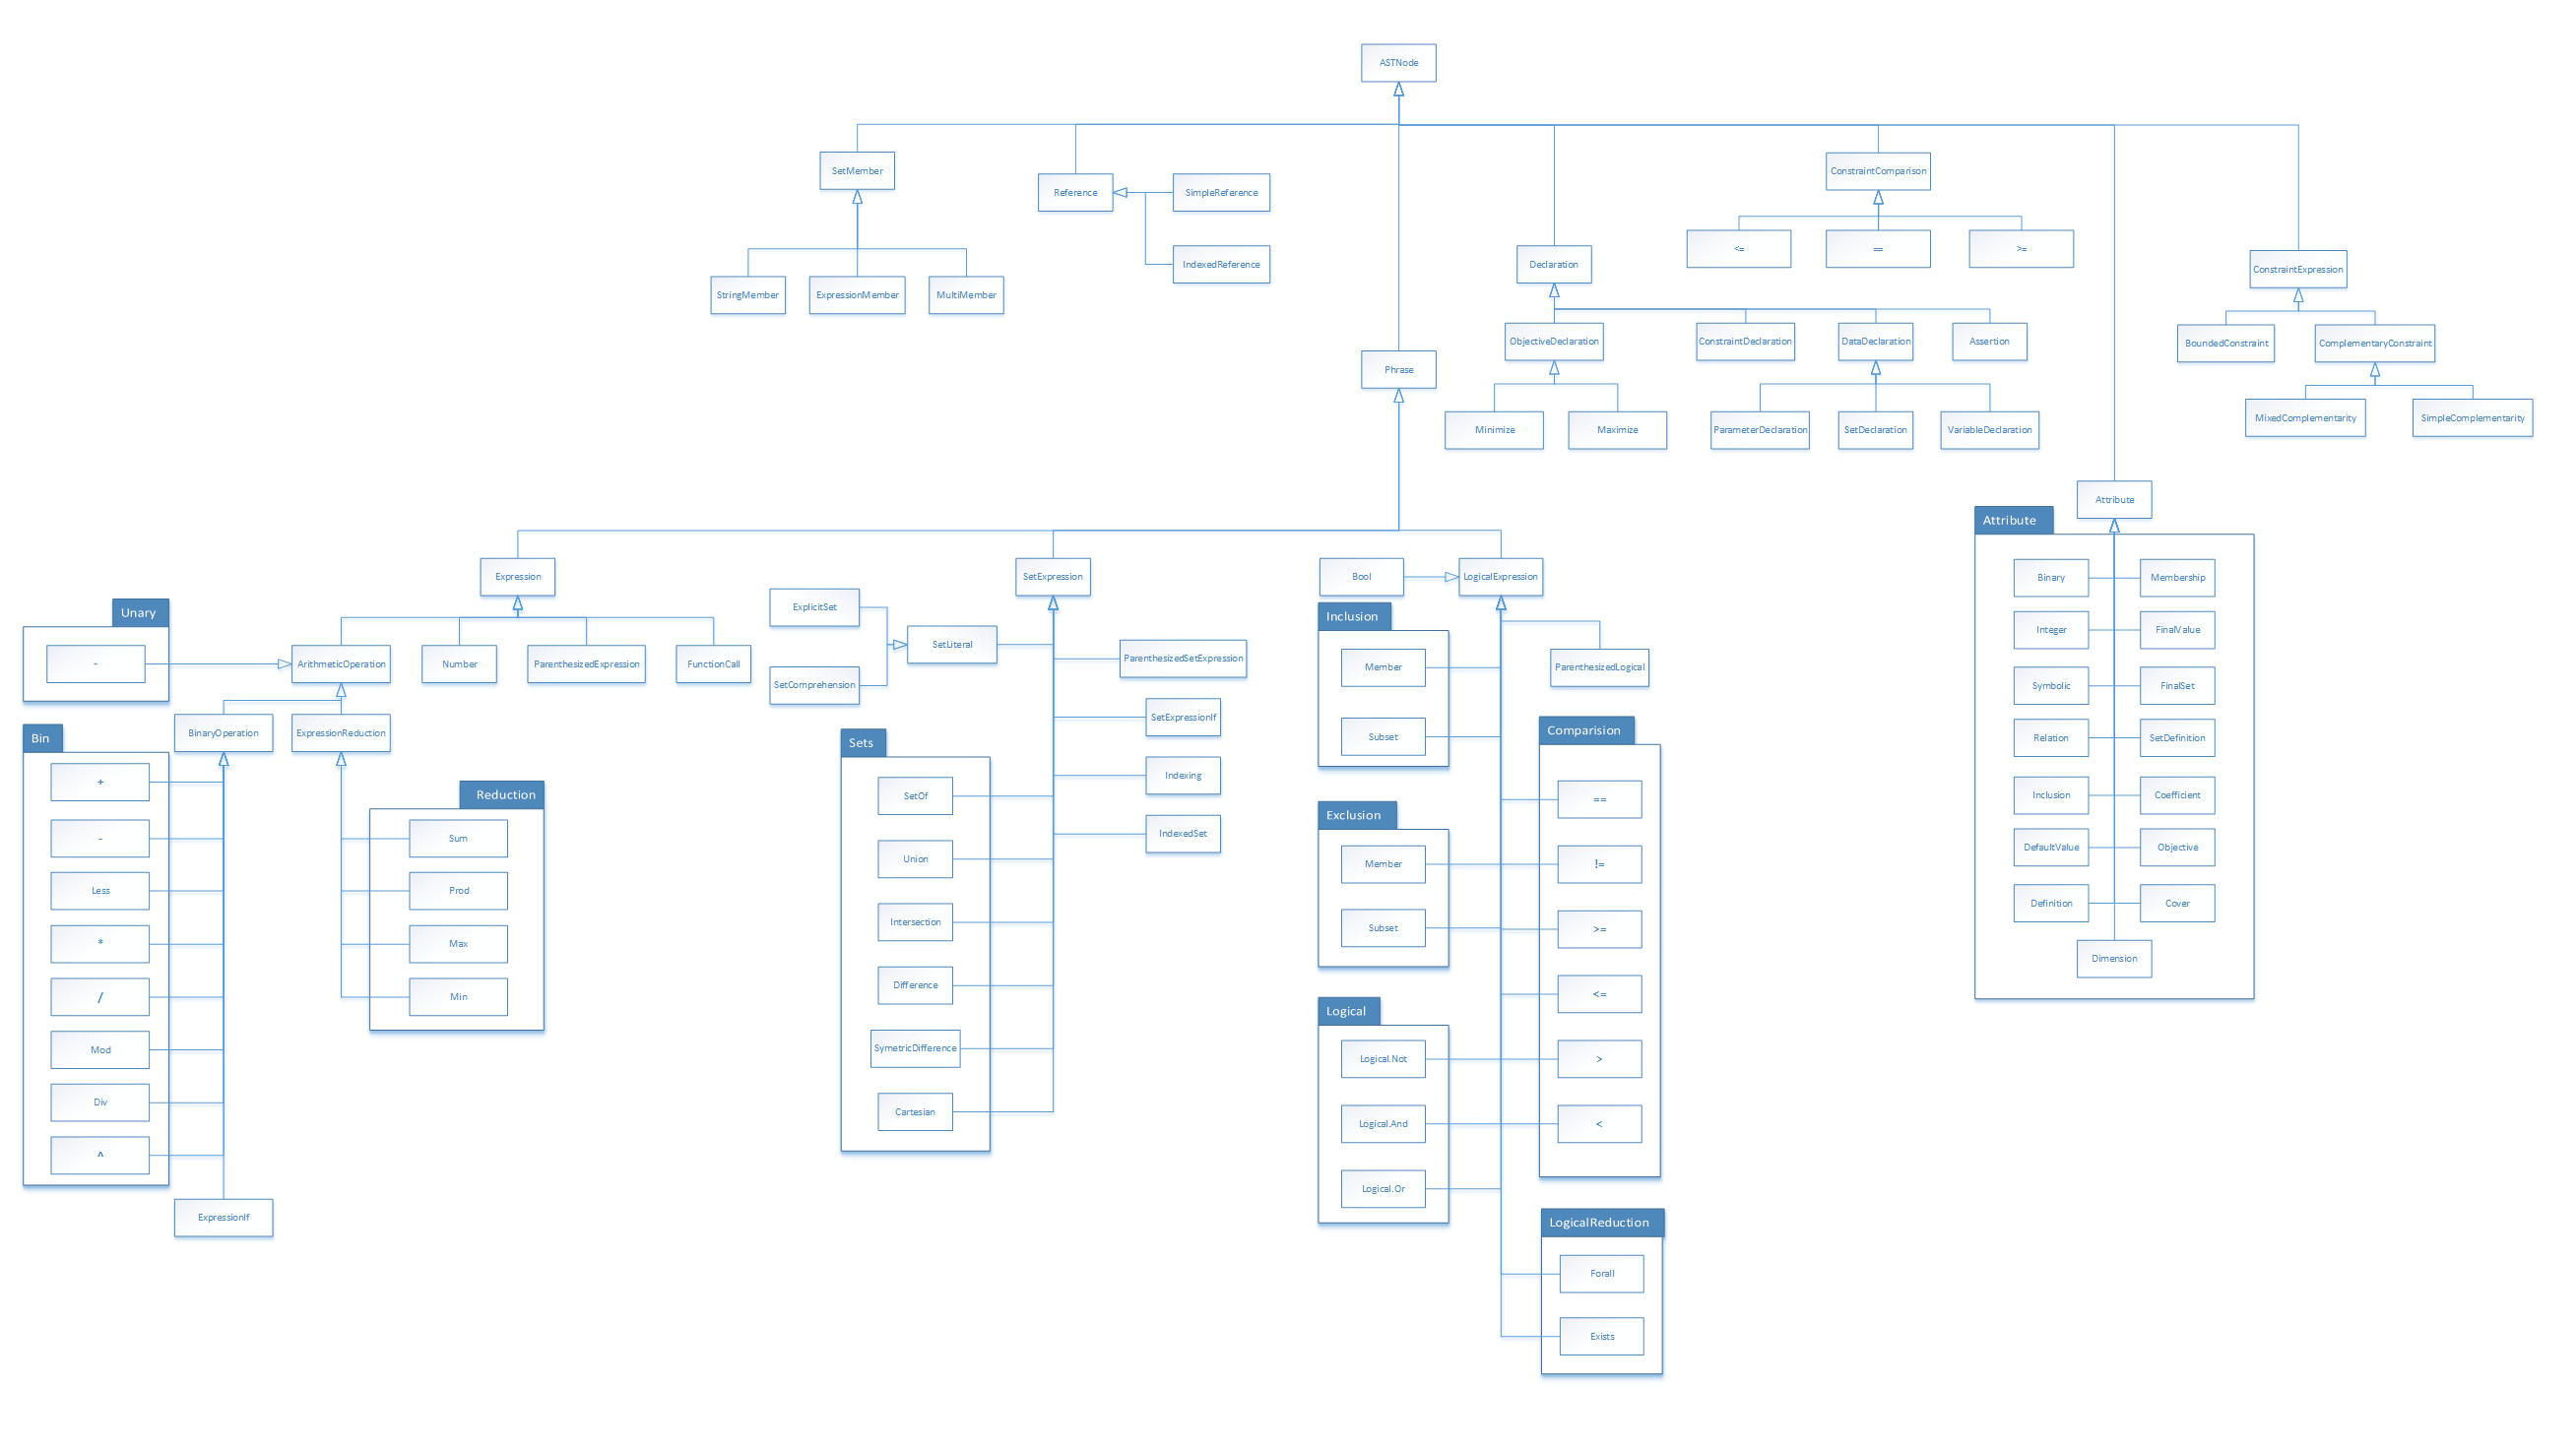 ASTNode
SetMember
Reference
SimpleReference
IndexedReference
StringMember
ExpressionMember
MultiMember
ConstraintComparison
<=
==
>=
Declaration
ConstraintExpression
ObjectiveDeclaration
ConstraintDeclaration
DataDeclaration
Assertion
BoundedConstraint
ComplementaryConstraint
Phrase
Minimize
Maximize
ParameterDeclaration
SetDeclaration
VariableDeclaration
MixedComplementarity
SimpleComplementarity
Expression
SetExpression
Bool
LogicalExpression
Unary
-
ArithmeticOperation
Number
ParenthesizedExpression
FunctionCall
BinaryOperation
ExpressionReduction
Bin
+
-
Less
*
/
Mod
Div
^
ExpressionIf
Reduction
Sum
Prod
Max
Min
ExplicitSet
SetLiteral
SetComprehension
ParenthesizedSetExpression
SetExpressionIf
Indexing
IndexedSet
Sets
SetOf
Union
Intersection
Difference
SymetricDifference
Cartesian
Inclusion
Member
Subset
ParenthesizedLogical
Exclusion
Member
Subset
Logical
Logical.Not
Logical.And
Logical.Or
Comparision
==
!=
>=
<=
>
<
LogicalReduction
Forall
Exists
Attribute
Attribute
Binary
Membership
Integer
FinalValue
Symbolic
FinalSet
Relation
SetDefinition
Inclusion
Coefficient
DefaultValue
Objective
Definition
Cover
Dimension